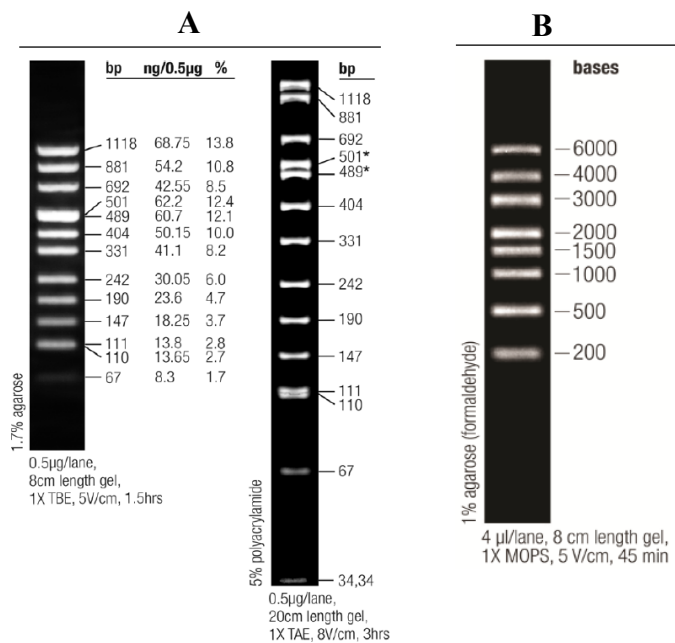 A
bp ng/0.5µg %
1118 68.75 13.8
881 54.2 10.8
692 42.55 8.5
501 62.2 12.4
489 60.7 12.1
404 50.15 10.0
331 41.1 8.2
242 30.05 6.0
190 23.6 4.7
147 18.25 3.7
111 13.8 2.8
110 13.65 2.7
67 8.3 1.7
1.7% agarose
0.5µg/lane,
8cm length gel,
1X TBE, 5V/cm, 1.5hrs
bp
1118
881
692
501*
489*
404
331
242
190
147
111
110
67
34,34
5% polyacrylamide
0.5µg/lane,
20cm length gel,
1X TAE, 8V/cm, 3hrs
B
bases
6000
4000
3000
2000
1500
1000
500
200
1% agarose (formaldehyde)
4 µl/lane, 8 cm length gel,
1X MOPS, 5 V/cm, 45 min